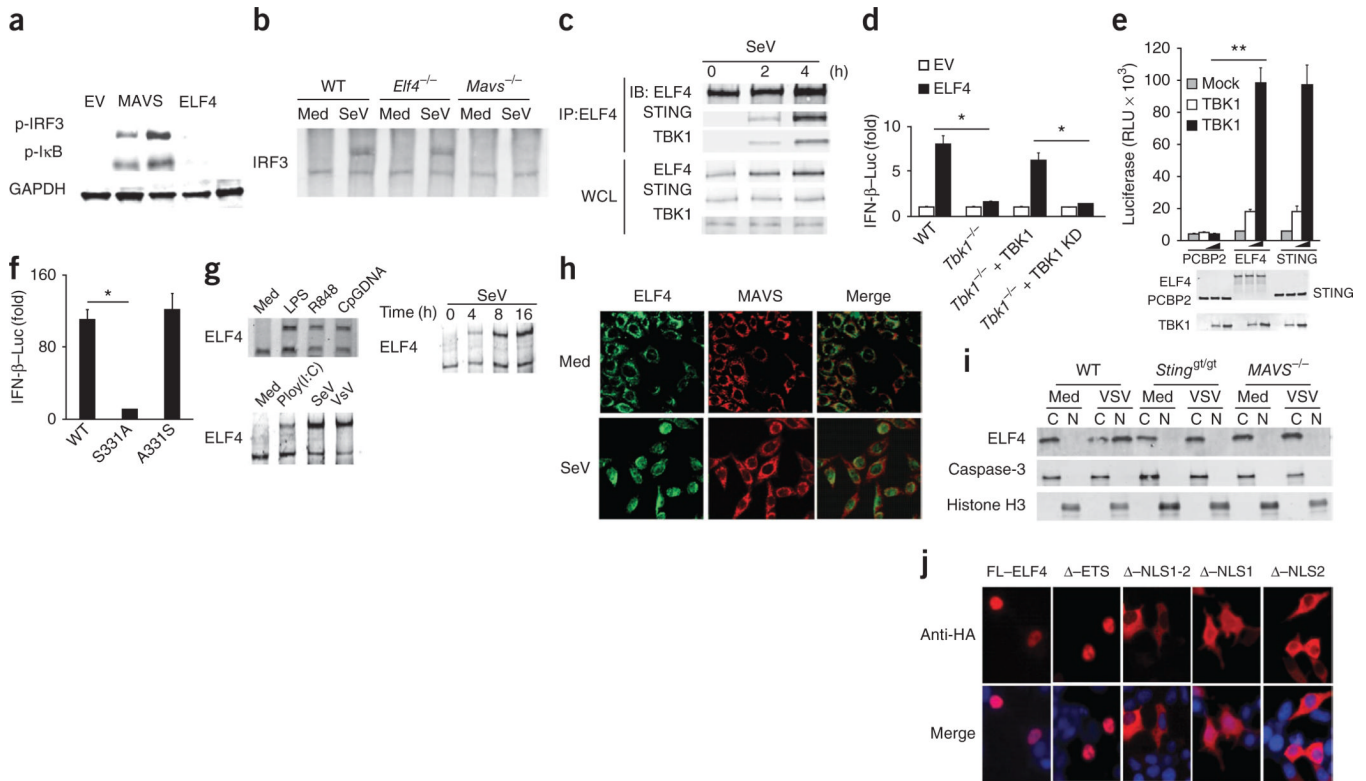 a
EV MAVS ELF4
p-IRF3
p-IκB
GAPDH
b
WT Elf4–/– Mavs–/–
Med SeV Med SeV Med SeV
IRF3
c
SeV
0 2 4 (h)
IP:ELF4
IB: ELF4
STING
TBK1
WCL
ELF4
STING
TBK1
d
EV
ELF4
IFN-β–Luc (fold)
10
5
0
*
*
WT
Tbk1–/–
Tbk1–/– + TBK1
Tbk1–/– + TBK1 KD
e
Luciferase (RLU × 10³)
120
100
80
60
40
20
0
**
Mock
TBK1
TBK1
PCBP2 ELF4 STING
ELF4
PCBP2
STING
TBK1
f
IFN-β–Luc (fold)
160
80
0
*
WT
S331A
A331S
g
Med LPS R848 CpGDNA
ELF4
Med Ploy(I:C) SeV VsV
ELF4
SeV
Time (h) 0 4 8 16
ELF4
h
ELF4 MAVS Merge
Med
SeV
i
WT Sting gt/gt MAVS–/–
Med VSV Med VSV Med VSV
C N C N C N C N C N C N
ELF4
Caspase-3
Histone H3
j
FL–ELF4 Δ–ETS Δ–NLS1-2 Δ–NLS1 Δ–NLS2
Anti-HA
Merge